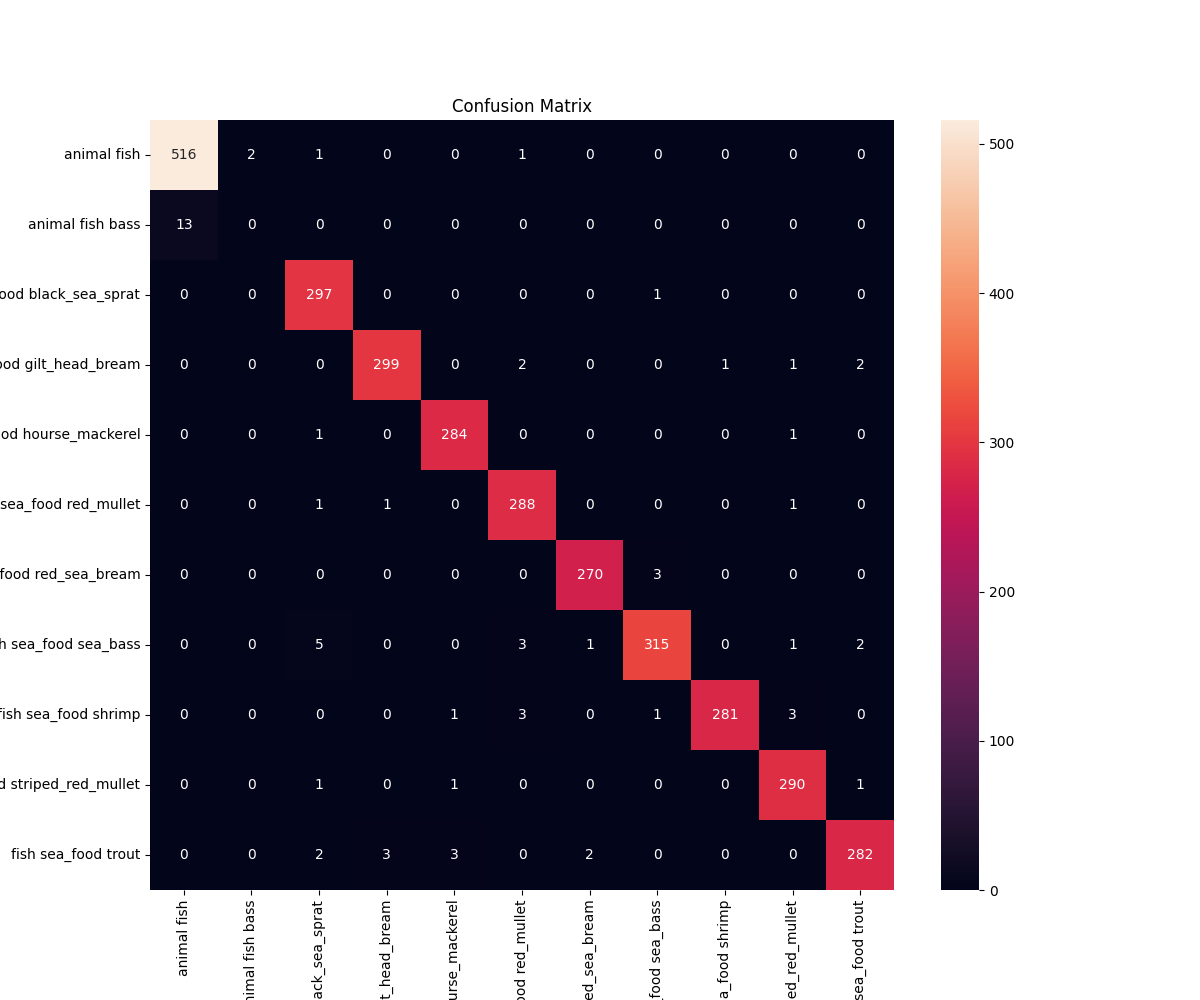 Confusion Matrix
animal fish 516 2 1 0 0 1 0 0 0 0 0
animal fish bass 13 0 0 0 0 0 0 0 0 0 0
ood black_sea_sprat 0 0 297 0 0 0 0 1 0 0 0
ood gilt_head_bream 0 0 0 299 0 2 0 0 1 1 2
od hourse_mackerel 0 0 1 0 284 0 0 0 0 1 0
sea_food red_mullet 0 0 1 1 0 288 0 0 0 1 0
food red_sea_bream 0 0 0 0 0 0 270 3 0 0 0
h sea_food sea_bass 0 0 5 0 0 3 1 315 0 1 2
fish sea_food shrimp 0 0 0 0 1 3 0 1 281 3 0
d striped_red_mullet 0 0 1 0 1 0 0 0 0 290 1
fish sea_food trout 0 0 2 3 3 0 2 0 0 0 282
animal fish
nimal fish bass
ack_sea_sprat
t_head_bream
urse_mackerel
ood red_mullet
ed_sea_bream
_food sea_bass
a_food shrimp
ed_red_mullet
sea_food trout
500
400
300
200
100
0